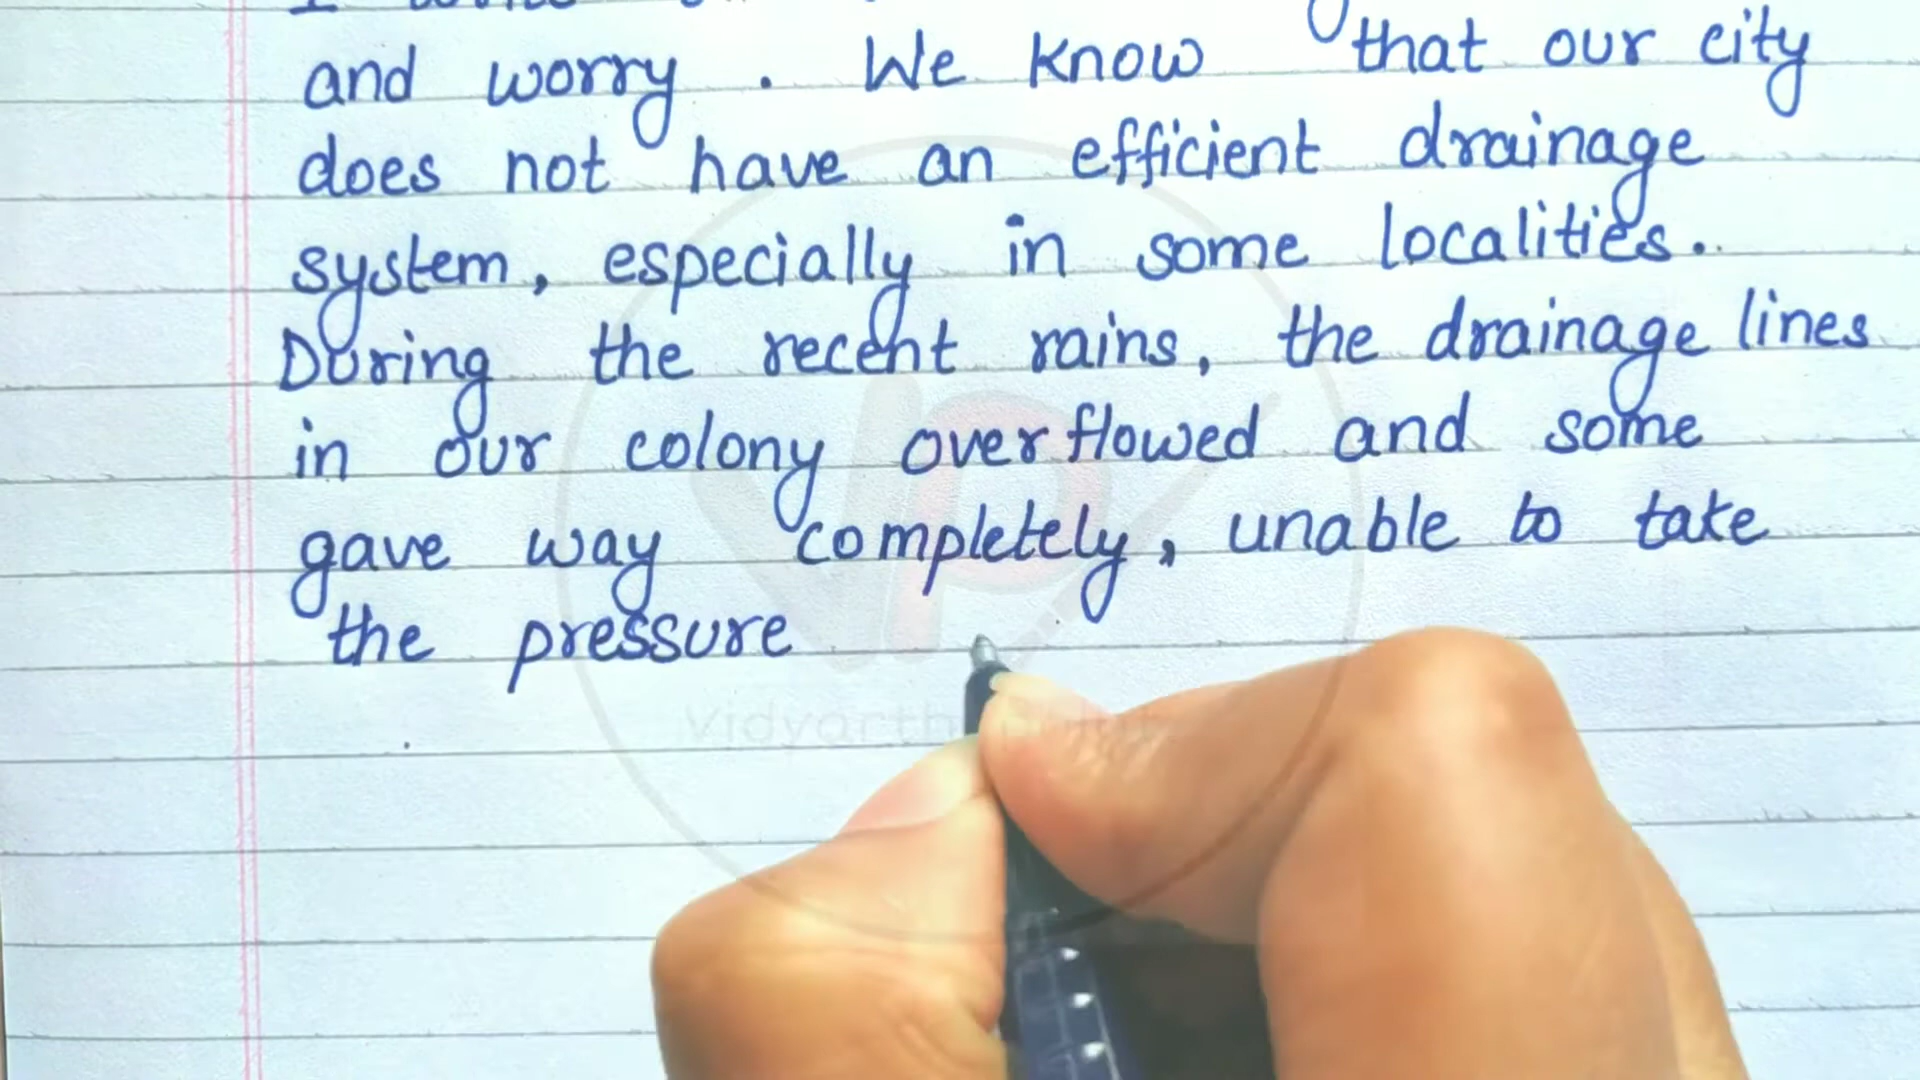 and worry. We know that our city
does not have an efficient drainage
system, especially in some localities.
During the recent rains, the drainage lines
in our colony overflowed and some
gave way completely, unable to take
the pressure